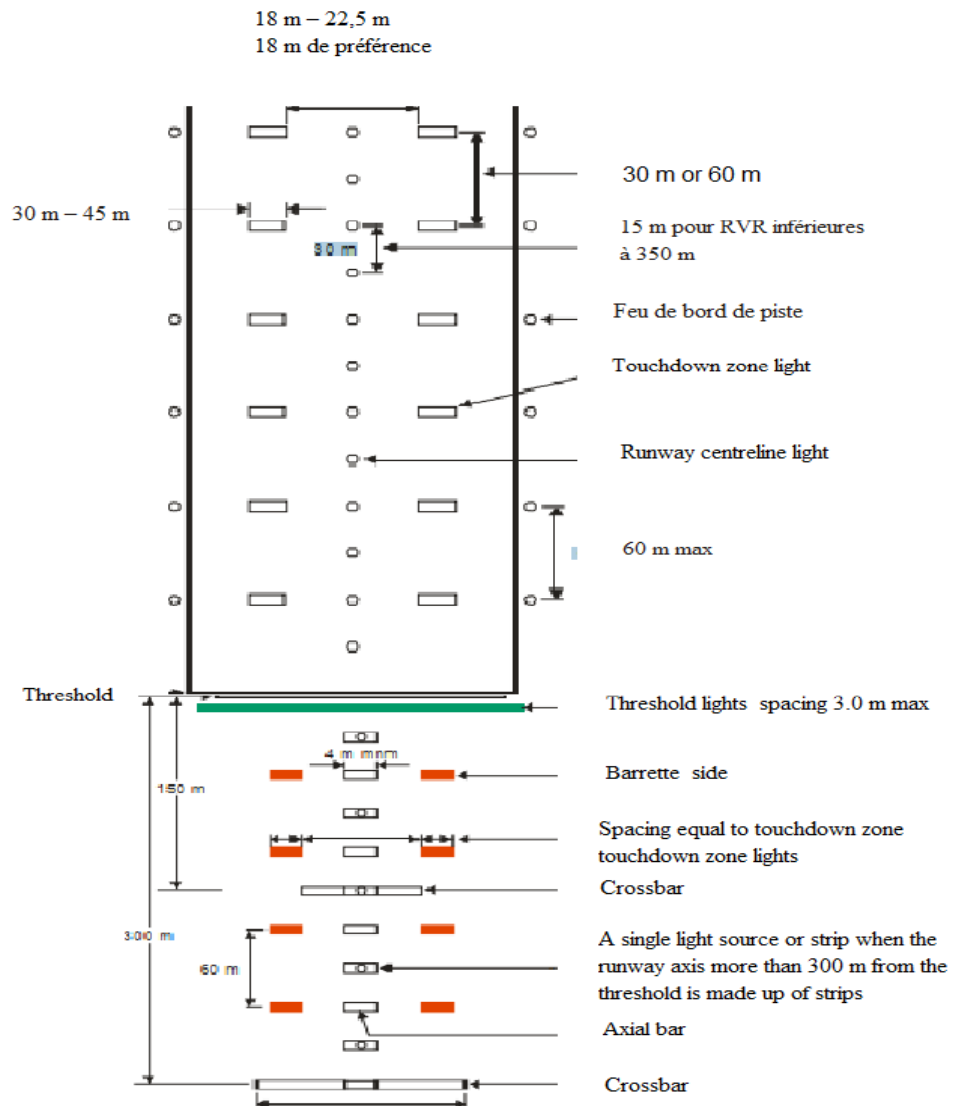 18 m – 22,5 m
18 m de préférence
30 m or 60 m
30 m – 45 m
15 m pour RVR inférieures
à 350 m
30 m
Feu de bord de piste
Touchdown zone light
Runway centreline light
60 m max
Threshold
Threshold lights spacing 3.0 m max
4 m
Barrette side
150 m
Spacing equal to touchdown zone
touchdown zone lights
Crossbar
300 m
A single light source or strip when the
runway axis more than 300 m from the
threshold is made up of strips
60 m
Axial bar
Crossbar